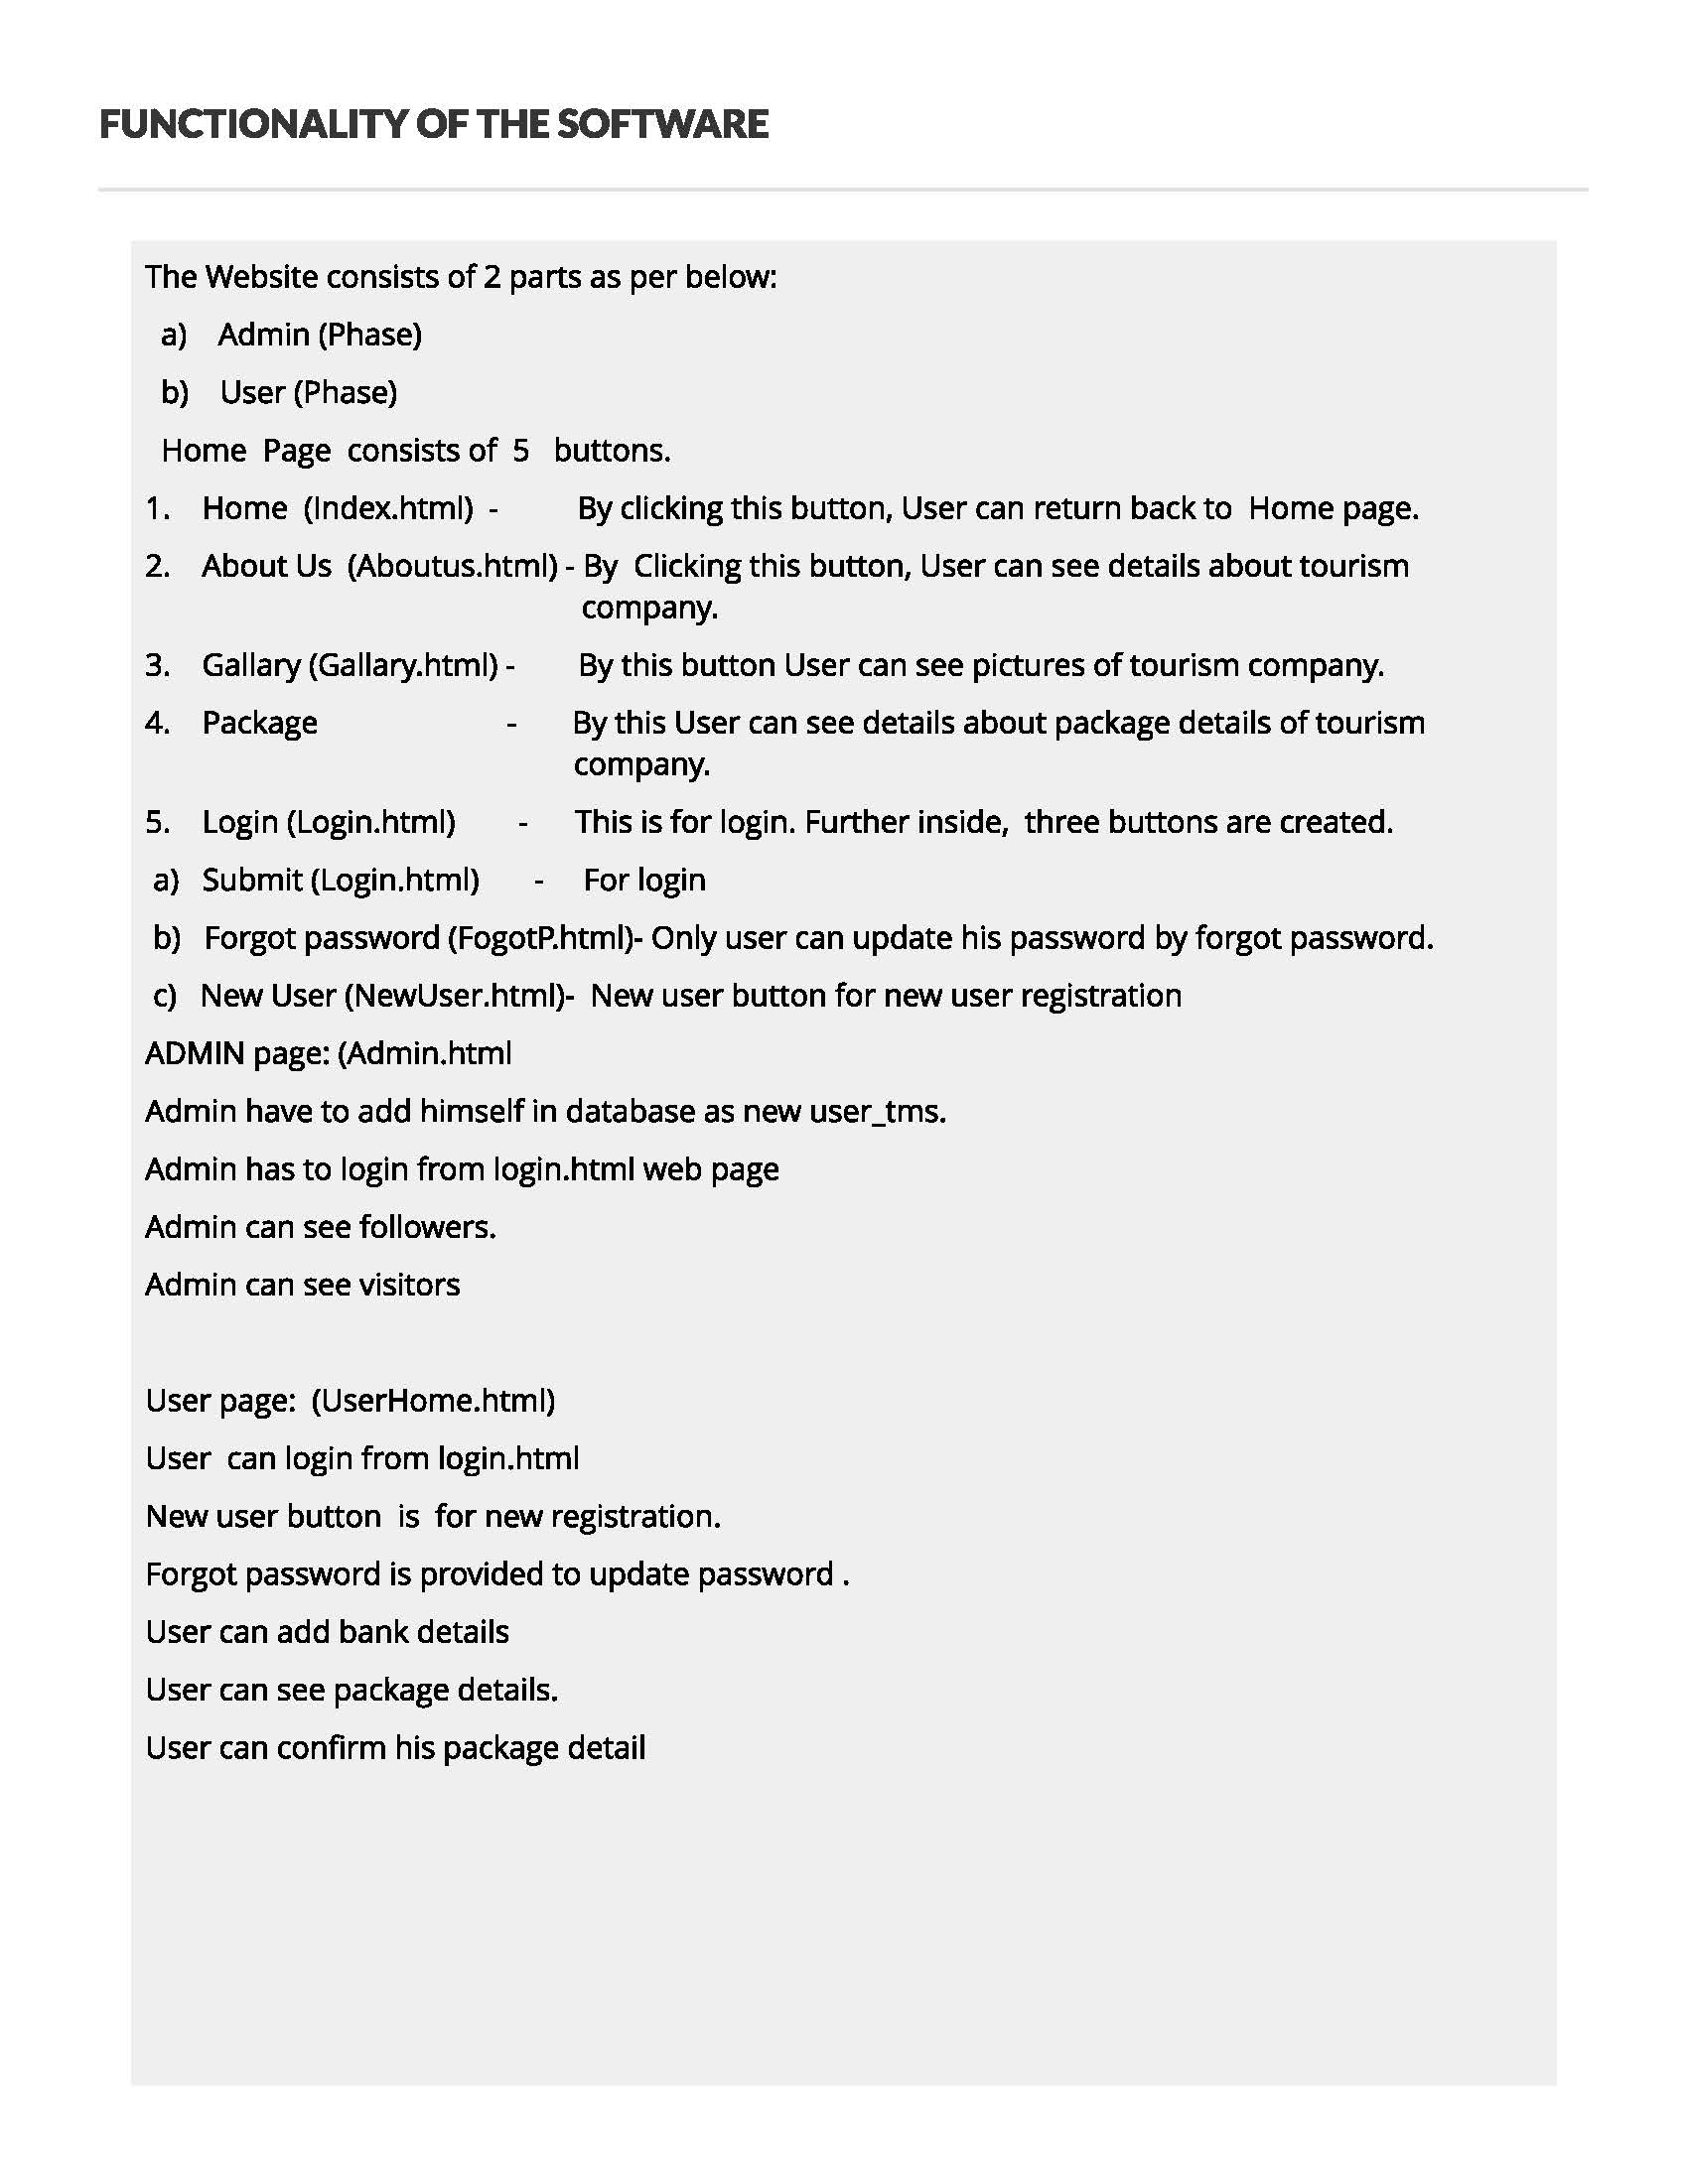 FUNCTIONALITY OF THE SOFTWARE
The Website consists of 2 parts as per below:
a) Admin (Phase)
b) User (Phase)
Home Page consists of 5 buttons.
1. Home (Index.html) - By clicking this button, User can return back to Home page.
2. About Us (Aboutus.html) - By Clicking this button, User can see details about tourism
company.
3. Gallary (Gallary.html) - By this button User can see pictures of tourism company.
4. Package - By this User can see details about package details of tourism
company.
5. Login (Login.html) - This is for login. Further inside, three buttons are created.
a) Submit (Login.html) - For login
b) Forgot password (FogotP.html)- Only user can update his password by forgot password.
c) New User (NewUser.html)- New user button for new user registration
ADMIN page: (Admin.html
Admin have to add himself in database as new user_tms.
Admin has to login from login.html web page
Admin can see followers.
Admin can see visitors
User page: (UserHome.html)
User can login from login.html
New user button is for new registration.
Forgot password is provided to update password .
User can add bank details
User can see package details.
User can confirm his package detail